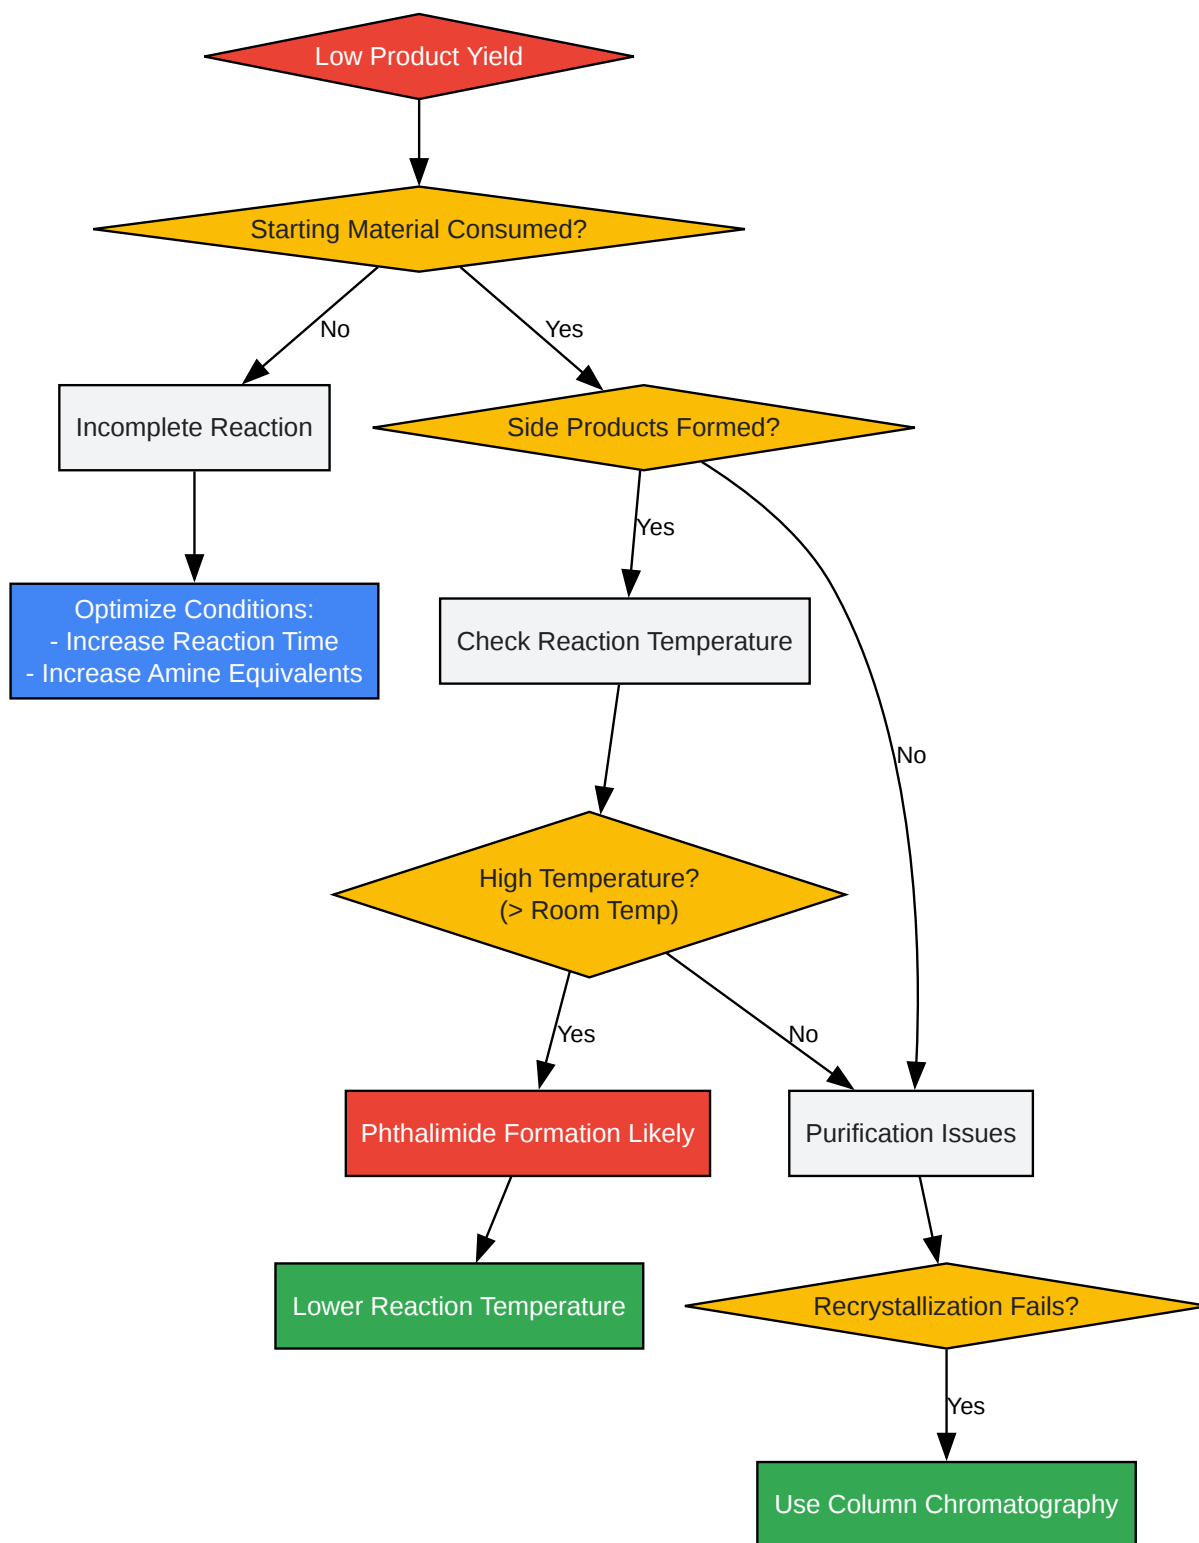 Low Product Yield
Starting Material Consumed?
No
Yes
Incomplete Reaction
Side Products Formed?
Yes
Optimize Conditions:
- Increase Reaction Time
- Increase Amine Equivalents
Check Reaction Temperature
No
High Temperature?
(> Room Temp)
Yes
No
Phthalimide Formation Likely
Purification Issues
Lower Reaction Temperature
Recrystallization Fails?
Yes
Use Column Chromatography